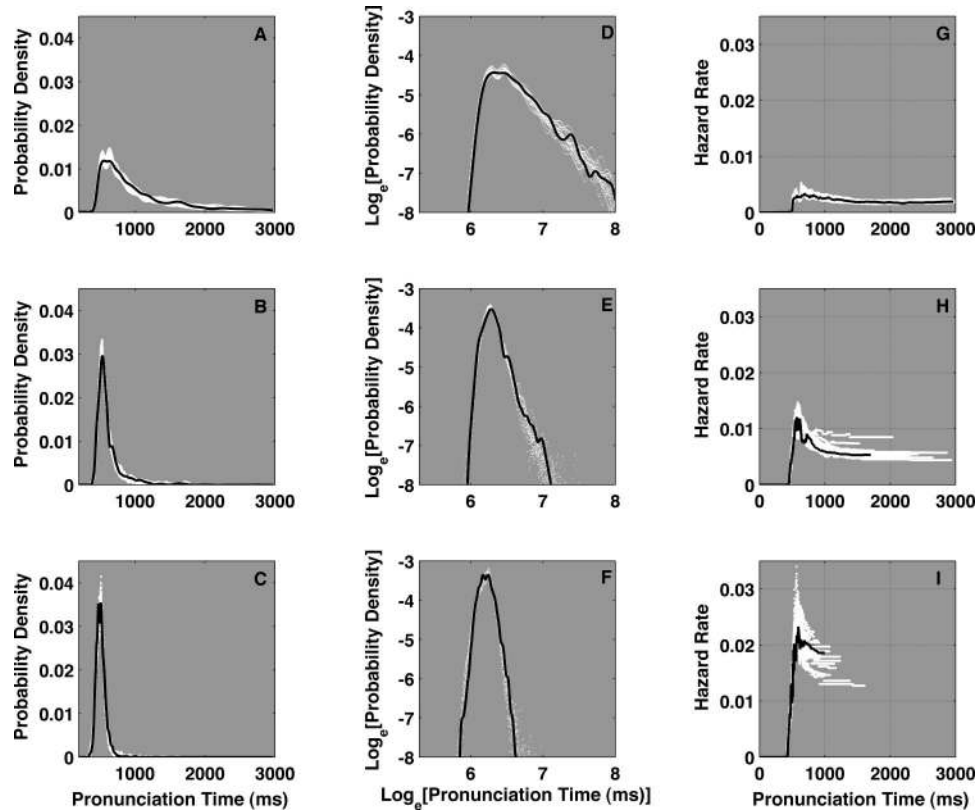 Probability Density
0.04
0.03
0.02
0.01
0
1000 2000 3000
A
Log_e[Probability Density]
-3
-4
-5
-6
-7
-8
6 7 8
D
Hazard Rate
0.03
0.02
0.01
0
0 1000 2000 3000
G
Probability Density
0.04
0.03
0.02
0.01
0
1000 2000 3000
B
Log_e[Probability Density]
-3
-4
-5
-6
-7
-8
6 7 8
E
Hazard Rate
0.03
0.02
0.01
0
0 1000 2000 3000
H
Probability Density
0.04
0.03
0.02
0.01
0
1000 2000 3000
Pronunciation Time (ms)
C
Log_e[Probability Density]
-3
-4
-5
-6
-7
-8
6 7 8
Log_e[Pronunciation Time (ms)]
F
Hazard Rate
0.03
0.02
0.01
0
0 1000 2000 3000
Pronunciation Time (ms)
I